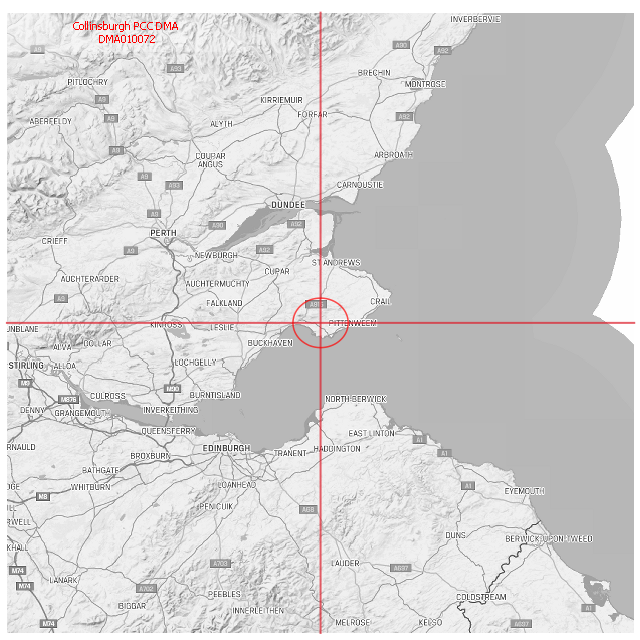 Collinsburgh PCC DMA
DMA010072
INVERBERVIE
A90
A92
A9
A93
BRECHIN
PITLOCHRY
MONTROSE
A9
KIRRIEMUIR
A9
FORFAR
A92
ABERFELDY
ALYTH
A9
COUPAR
ANGUS
ARBROATH
A9
A93
CARNOUSTIE
DUNDEE
A9
A90
A92
PERTH
CRIEFF
A9
A92
NEWBURGH
ST ANDREWS
CUPAR
AUCHTERARDER
AUCHTERMUCHTY
A9
FALKLAND
CRAIL
UNBLANE
KINROSS
LESLIE
PITTENWEEM
ALVA
DOLLAR
BUCKHAVEN
STIRLING
ALLOA
LOCHGELLY
M9
M90
CULROSS
BURNTISLAND
M876
NORTH BERWICK
DENNY
GRANGEMOUTH
INVERKEITHING
QUEENSFERRY
EAST LINTON
A1
RNAULD
EDINBURGH
HADDINGTON
BROXBURN
TRANENT
A1
BATHGATE
LOANHEAD
A1
DGE
WHITBURN
EYEMOUTH
M8
PENICUIK
A68
RWELL
DUNS
BERWICK-UPON-TWEED
KHALL
A703
LAUDER
A697
M74
LANARK
A1
M74
A702
PEEBLES
COLDSTREAM
BIGGAR
INNERLEITHEN
M74
MELROSE
KELSO
A697